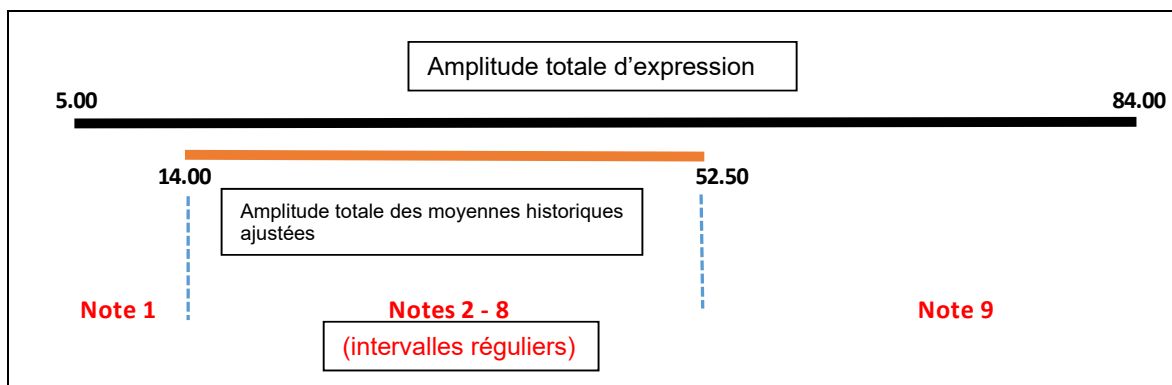 Amplitude totale d’expression
5.00
84.00
14.00
52.50
Amplitude totale des moyennes historiques
ajustées
Note 1
Notes 2 - 8
Note 9
(intervalles réguliers)